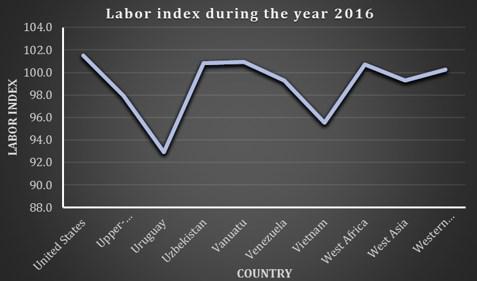 Labor index during the year 2016
104.0
102.0
100.0
98.0
96.0
94.0
92.0
90.0
88.0
LABOR INDEX
United States
Upper-...
Uruguay
Uzbekistan
Vanuatu
Venezuela
Vietnam
West Africa
West Asia
Western...
COUNTRY